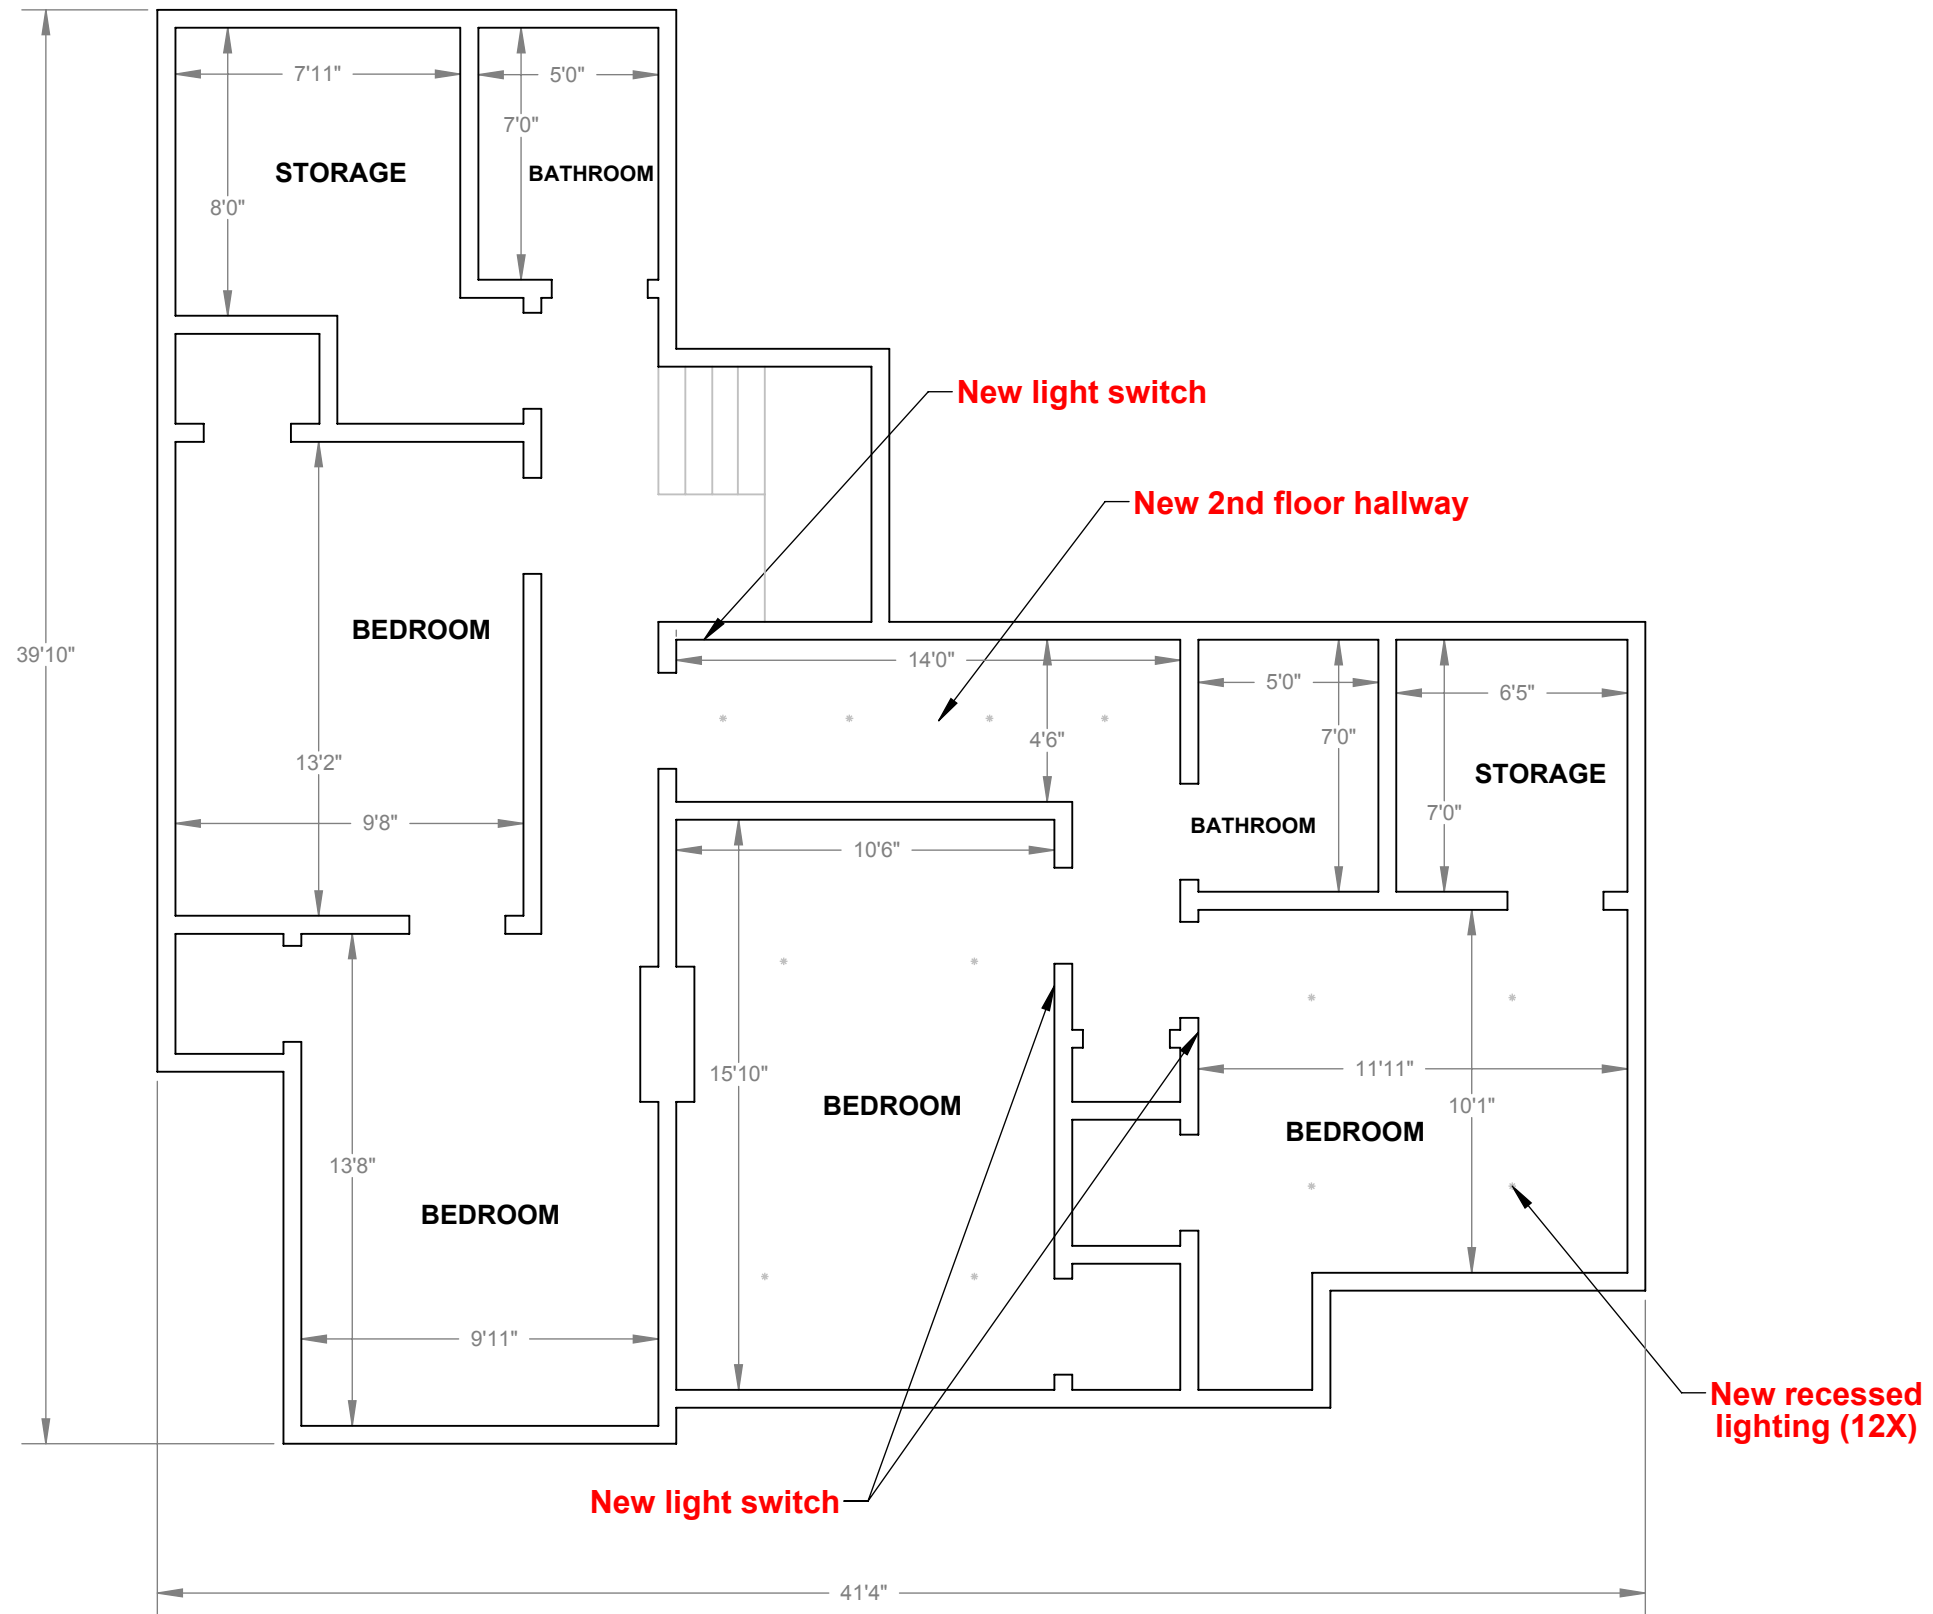 7'11"
5'0"
7'0"
STORAGE
BATHROOM
8'0"
New light switch
New 2nd floor hallway
BEDROOM
39'10"
14'0"
5'0"
6'5"
4'6"
7'0"
13'2"
STORAGE
7'0"
9'8"
BATHROOM
10'6"
15'10"
11'11"
BEDROOM
10'1"
BEDROOM
13'8"
BEDROOM
9'11"
New recessed
lighting (12X)
New light switch
41'4"